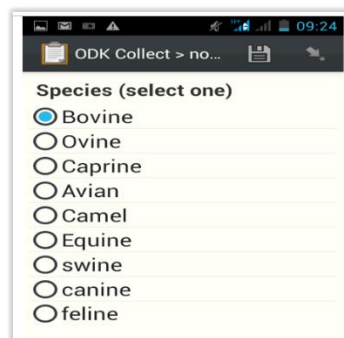 09:24
ODK Collect > no...
Species (select one)
Bovine
Ovine
Caprine
Avian
Camel
Equine
swine
canine
feline